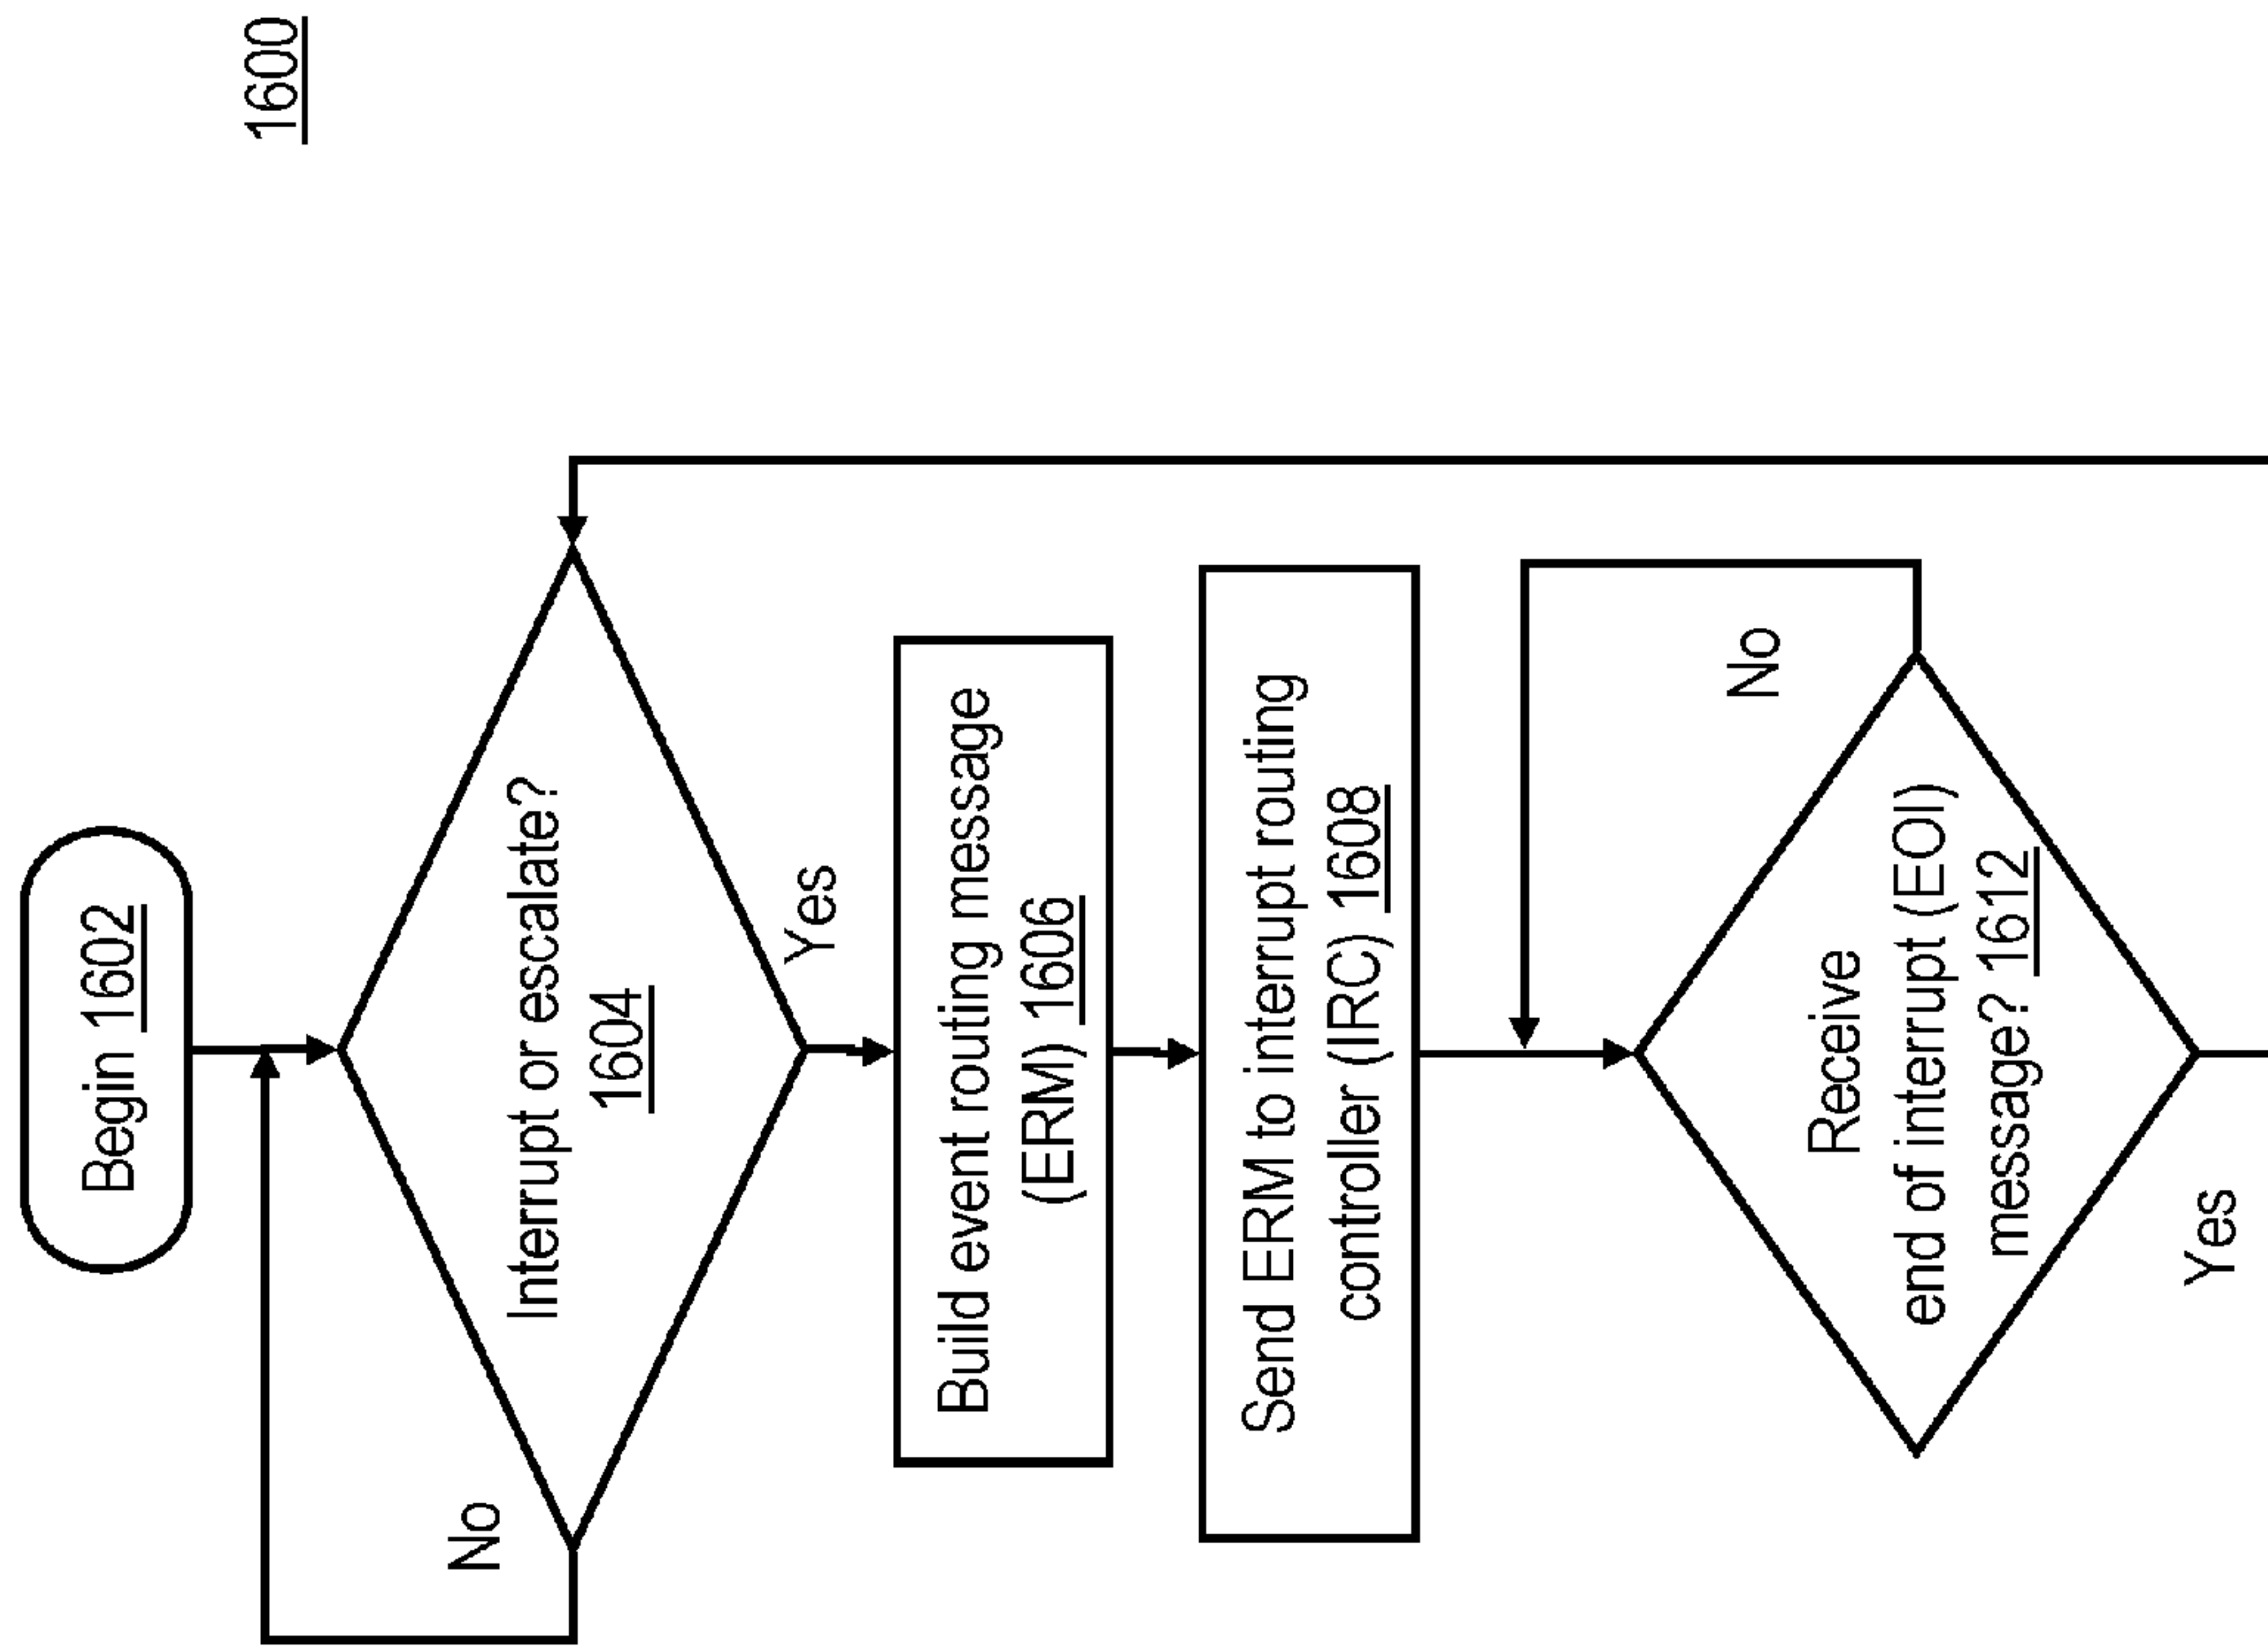 1600
Begin 1602
Interrupt or escalate?
1604
No
Yes
Build event routing message
(ERM) 1606
Send ERM to interrupt routing
controller (IRC) 1608
No
Receive
end of interrupt (EOI)
message? 1612
Yes